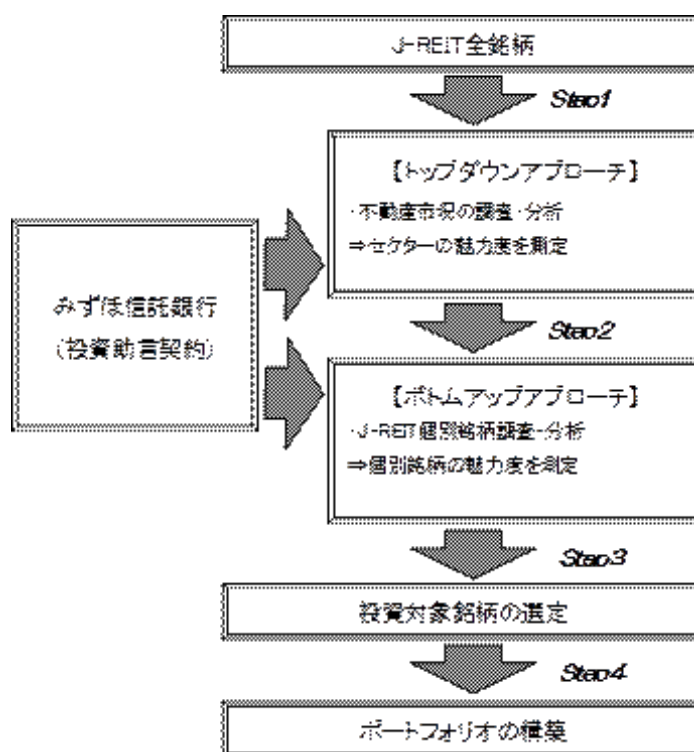 J-REIT全銘柄
Step1
【トップダウンアプローチ】
・不動産市況の調査・分析
⇒セクターの魅力度を測定
みずほ信託銀行
(投資助言契約)
Step2
【ボトムアップアプローチ】
・J-REIT個別銘柄調査・分析
⇒個別銘柄の魅力度を測定
Step3
投資対象銘柄の選定
Step4
ポートフォリオの構築